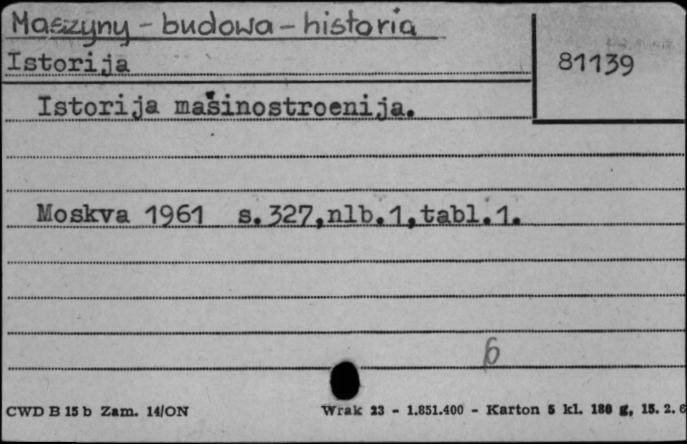 Maszyny - budowa - historia
Istorija
81139
Istorija mašinostroenija.
Moskva 1961 s.327,nlb.1,tabl.1.
6
CWD B 15 b Zam. 14/ON
Wrak 23 - 1.851.400 - Karton 5 kl. 180 g, 15. 2. 6